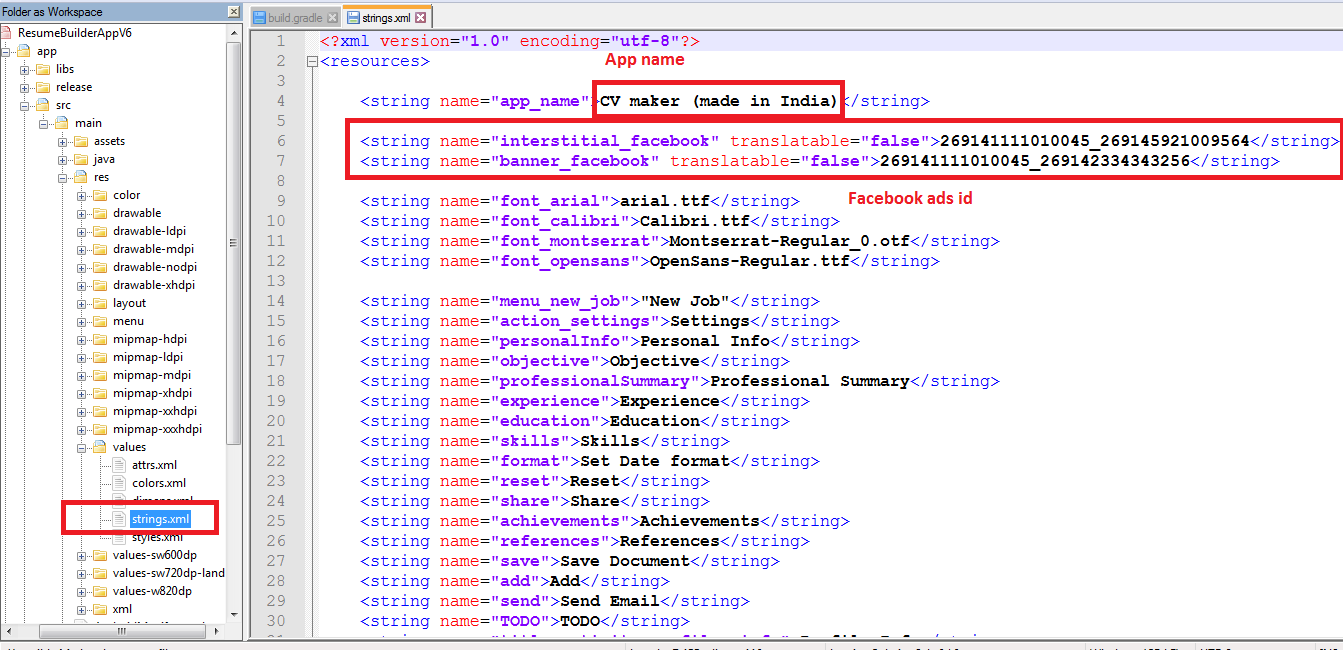 Folder as Workspace
ResumeBuilderAppV6
app
libs
release
src
main
assets
java
res
color
drawable
drawable-ldpi
drawable-mdpi
drawable-nodpi
drawable-xhdpi
layout
menu
mipmap-hdpi
mipmap-ldpi
mipmap-mdpi
mipmap-xhdpi
mipmap-xxhdpi
mipmap-xxxhdpi
values
attrs.xml
colors.xml
dimens.xml
strings.xml
styles.xml
values-sw600dp
values-sw720dp-land
values-w820dp
xml
build.gradle strings.xml
1 <?xml version="1.0" encoding="utf-8"?>
2 <resources>
App name
3
4 <string name="app_name">CV maker (made in India)</string>
5
6 <string name="interstitial_facebook" translatable="false">269141111010045_269145921009564</string>
7 <string name="banner_facebook" translatable="false">269141111010045_269142334343256</string>
8
Facebook ads id
9 <string name="font_arial">arial.ttf</string>
10 <string name="font_calibri">Calibri.ttf</string>
11 <string name="font_montserrat">Montserrat-Regular_0.otf</string>
12 <string name="font_opensans">OpenSans-Regular.ttf</string>
13
14 <string name="menu_new_job">"New Job"</string>
15 <string name="action_settings">Settings</string>
16 <string name="personalInfo">Personal Info</string>
17 <string name="objective">Objective</string>
18 <string name="professionalSummary">Professional Summary</string>
19 <string name="experience">Experience</string>
20 <string name="education">Education</string>
21 <string name="skills">Skills</string>
22 <string name="format">Set Date format</string>
23 <string name="reset">Reset</string>
24 <string name="share">Share</string>
25 <string name="achievements">Achievements</string>
26 <string name="references">References</string>
27 <string name="save">Save Document</string>
28 <string name="add">Add</string>
29 <string name="send">Send Email</string>
30 <string name="TODO">TODO</string>